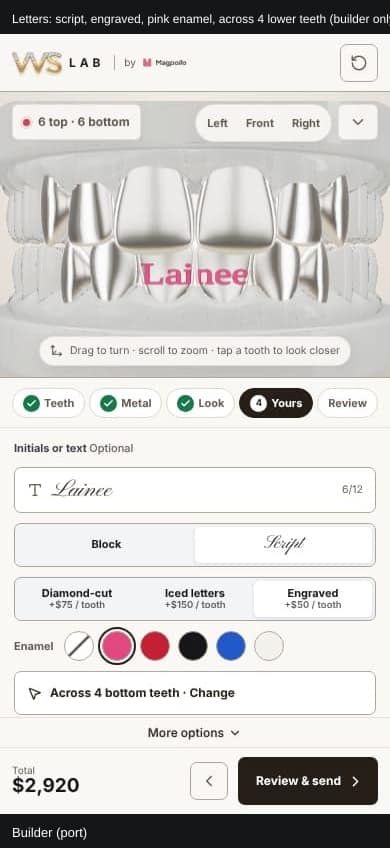 Letters: script, engraved, pink enamel, across 4 lower teeth (builder onl
VVS LAB | by Magpollo
6 top · 6 bottom
Left Front Right
Lainee
Drag to turn · scroll to zoom · tap a tooth to look closer
Teeth Metal Look 4 Yours Review
Initials or text Optional
T Lainee 6/12
Block Script
Diamond-cut Iced letters Engraved
+$75 / tooth +$150 / tooth +$50 / tooth
Enamel
Across 4 bottom teeth · Change
More options
Total
$2,920
Review & send
Builder (port)